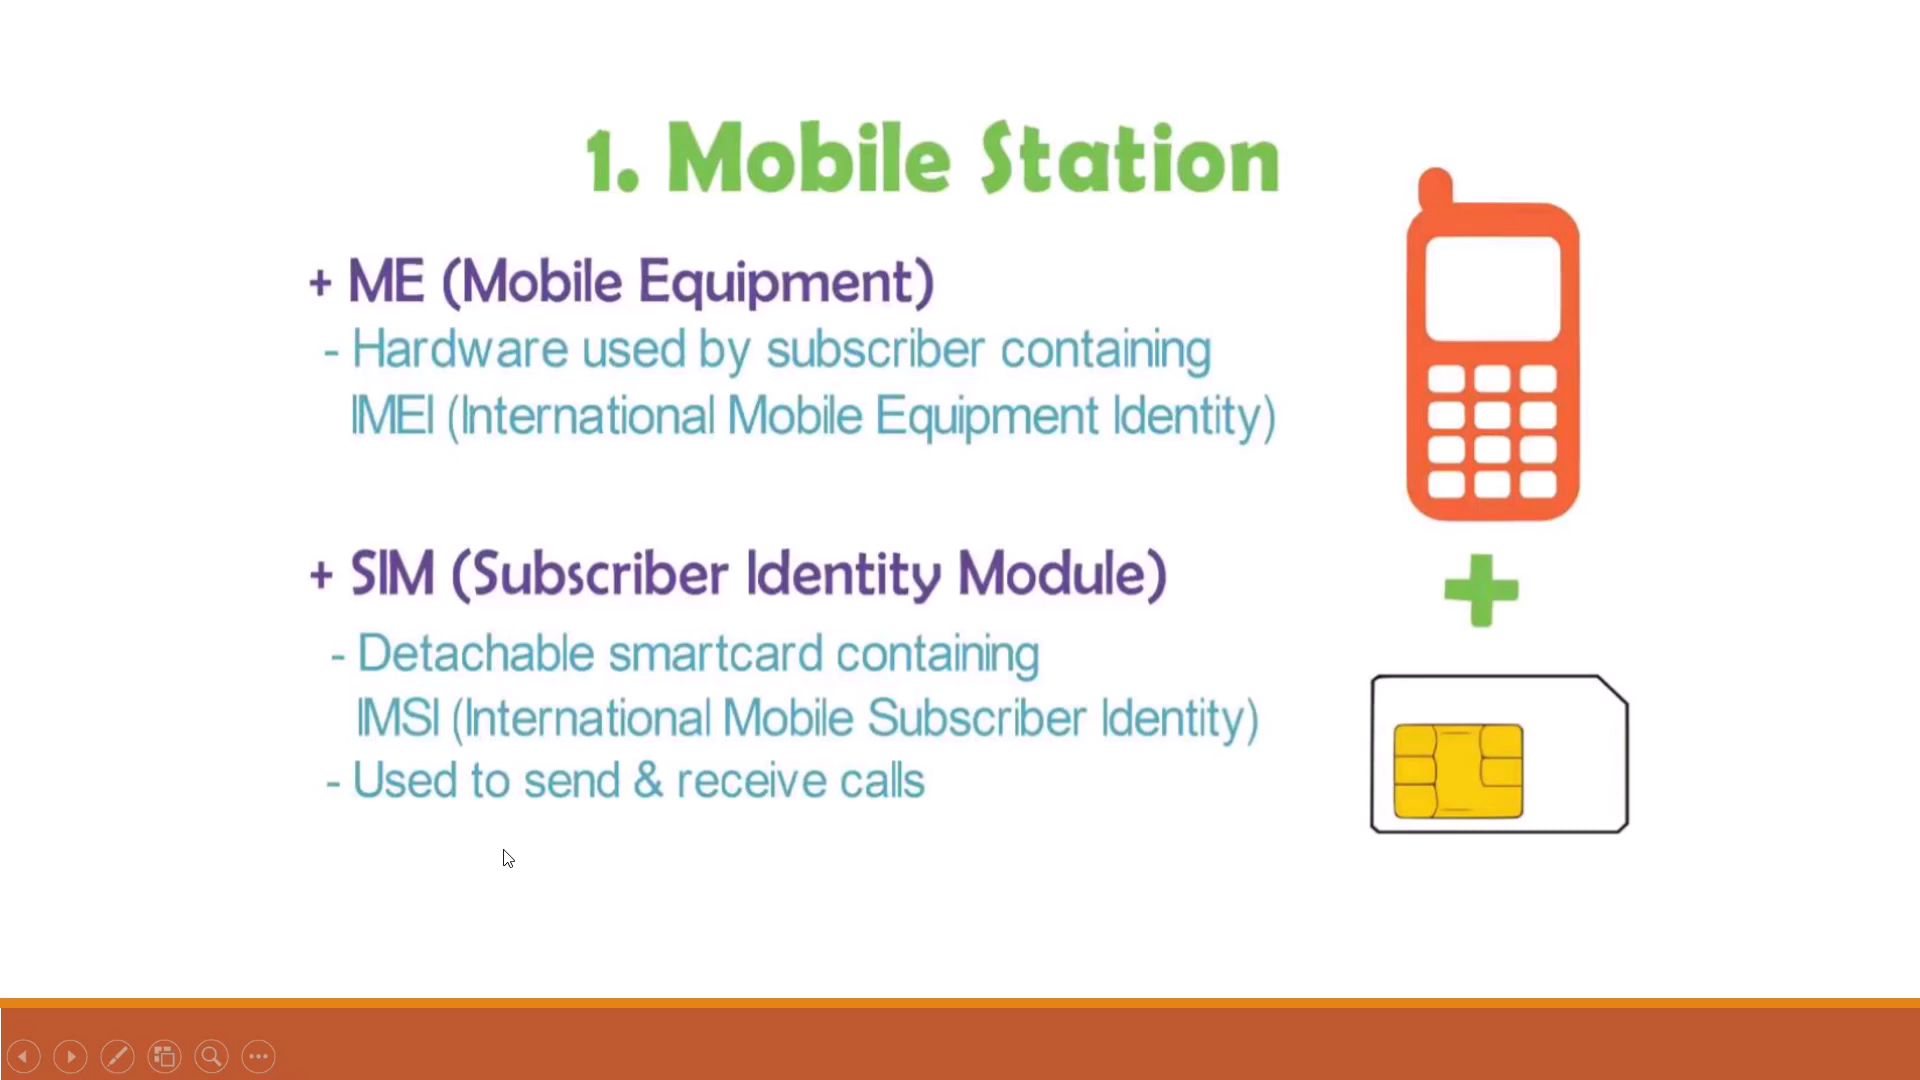 1. Mobile Station
+ ME (Mobile Equipment)
- Hardware used by subscriber containing
IMEI (International Mobile Equipment Identity)
+ SIM (Subscriber Identity Module)
- Detachable smartcard containing
IMSI (International Mobile Subscriber Identity)
- Used to send & receive calls